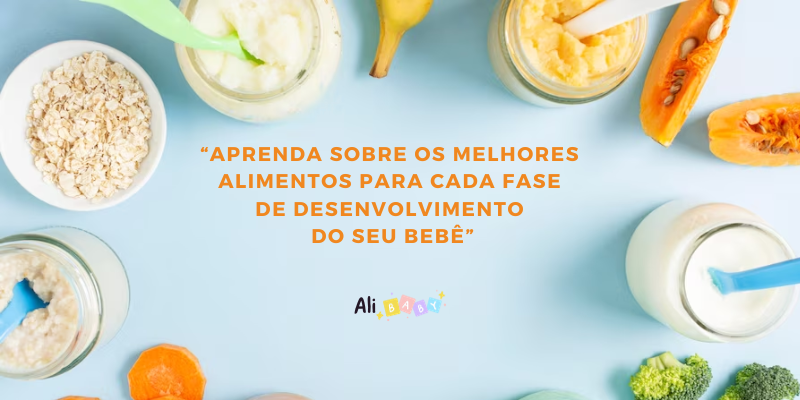 “APRENDA SOBRE OS MELHORES
ALIMENTOS PARA CADA FASE
DE DESENVOLVIMENTO
DO SEU BEBÊ”
Ali BABY